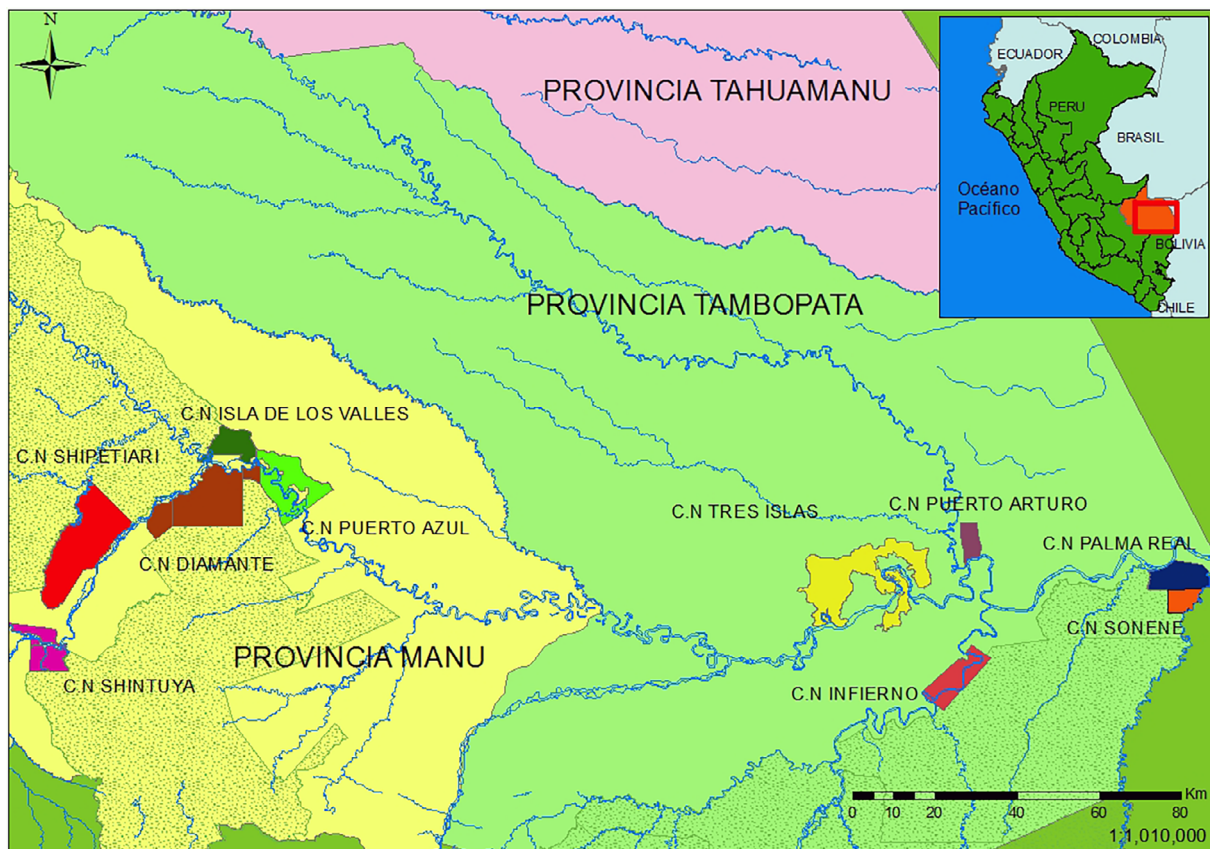 N
PROVINCIA TAHUAMANU
COLOMBIA
ECUADOR
PERU
BRASIL
Océano
Pacífico
BOLIVIA
CHILE
PROVINCIA TAMBOPATA
C.N ISLA DE LOS VALLES
C.N SHIPETIARI
C.N TRES ISLAS
C.N PUERTO ARTURO
C.N PUERTO AZUL
C.N PALMA REAL
C.N DIAMANTE
C.N SONENE
PROVINCIA MANU
C.N SHINTUYA
C.N INFIERNO
Km
0 10 20 40 60 80
1:1,010,000